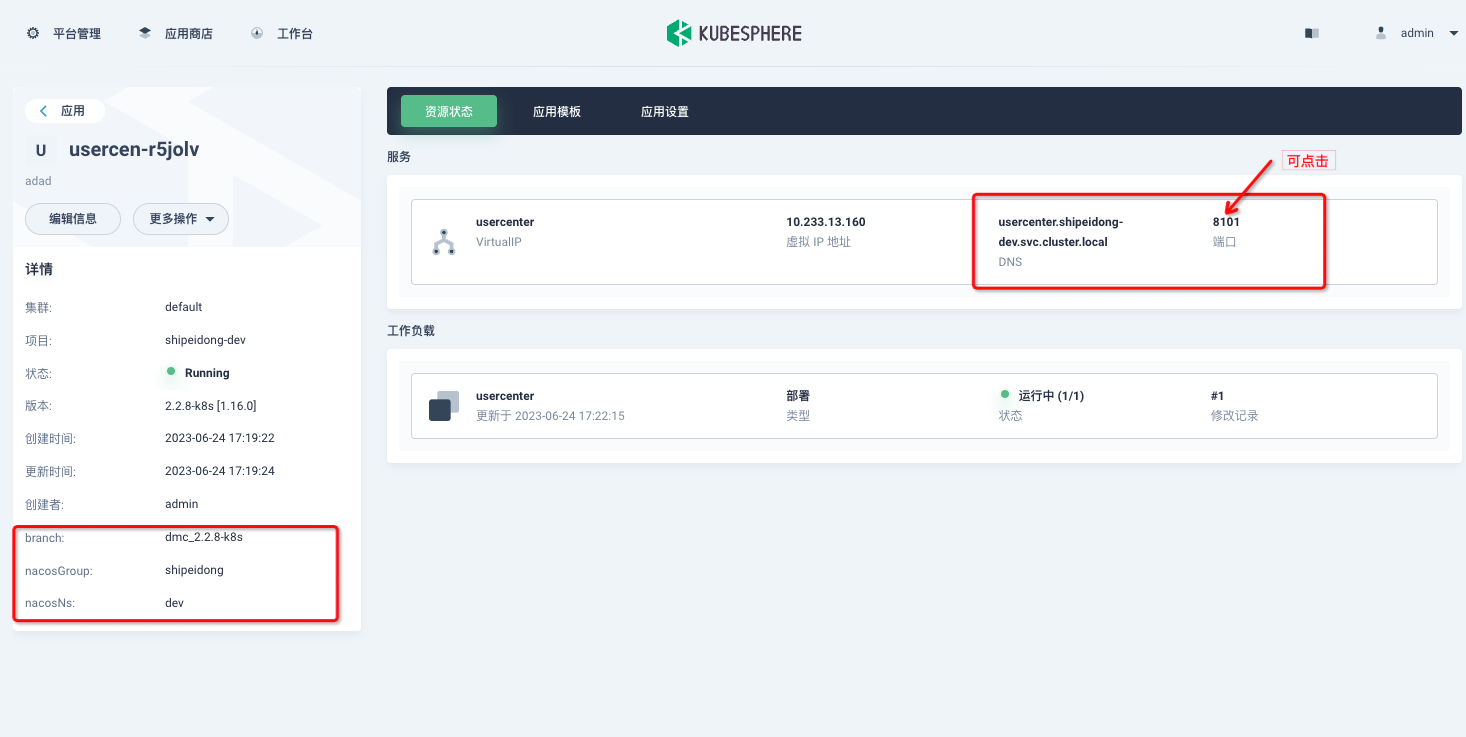 平台管理
应用商店
工作台
KUBESPHERE
admin
应用
U usercen-r5jolv
adad
编辑信息
更多操作
详情
集群: default
项目: shipeidong-dev
状态: Running
版本: 2.2.8-k8s [1.16.0]
创建时间: 2023-06-24 17:19:22
更新时间: 2023-06-24 17:19:24
创建者: admin
branch: dmc_2.2.8-k8s
nacosGroup: shipeidong
nacosNs: dev
资源状态
应用模板
应用设置
服务
可点击
usercenter
VirtualIP
10.233.13.160
虚拟 IP 地址
usercenter.shipeidong-
dev.svc.cluster.local
DNS
8101
端口
工作负载
usercenter
更新于 2023-06-24 17:22:15
部署
类型
运行中 (1/1)
状态
#1
修改记录